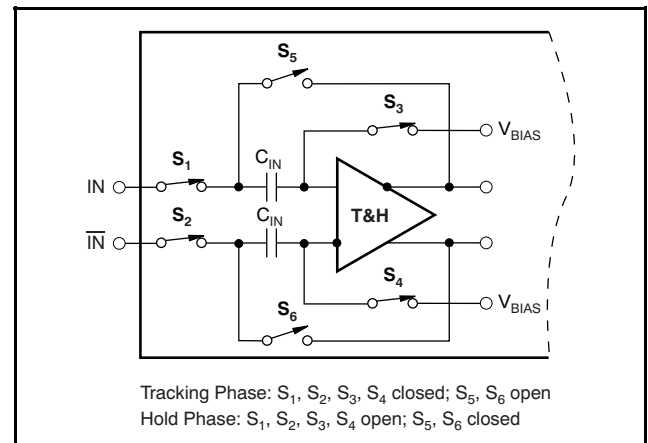 S5
S3
VBIAS
S1
CIN
IN
T&H
S2
CIN
I̅N̅
S4
VBIAS
S6
Tracking Phase: S1, S2, S3, S4 closed; S5, S6 open
Hold Phase: S1, S2, S3, S4 open; S5, S6 closed